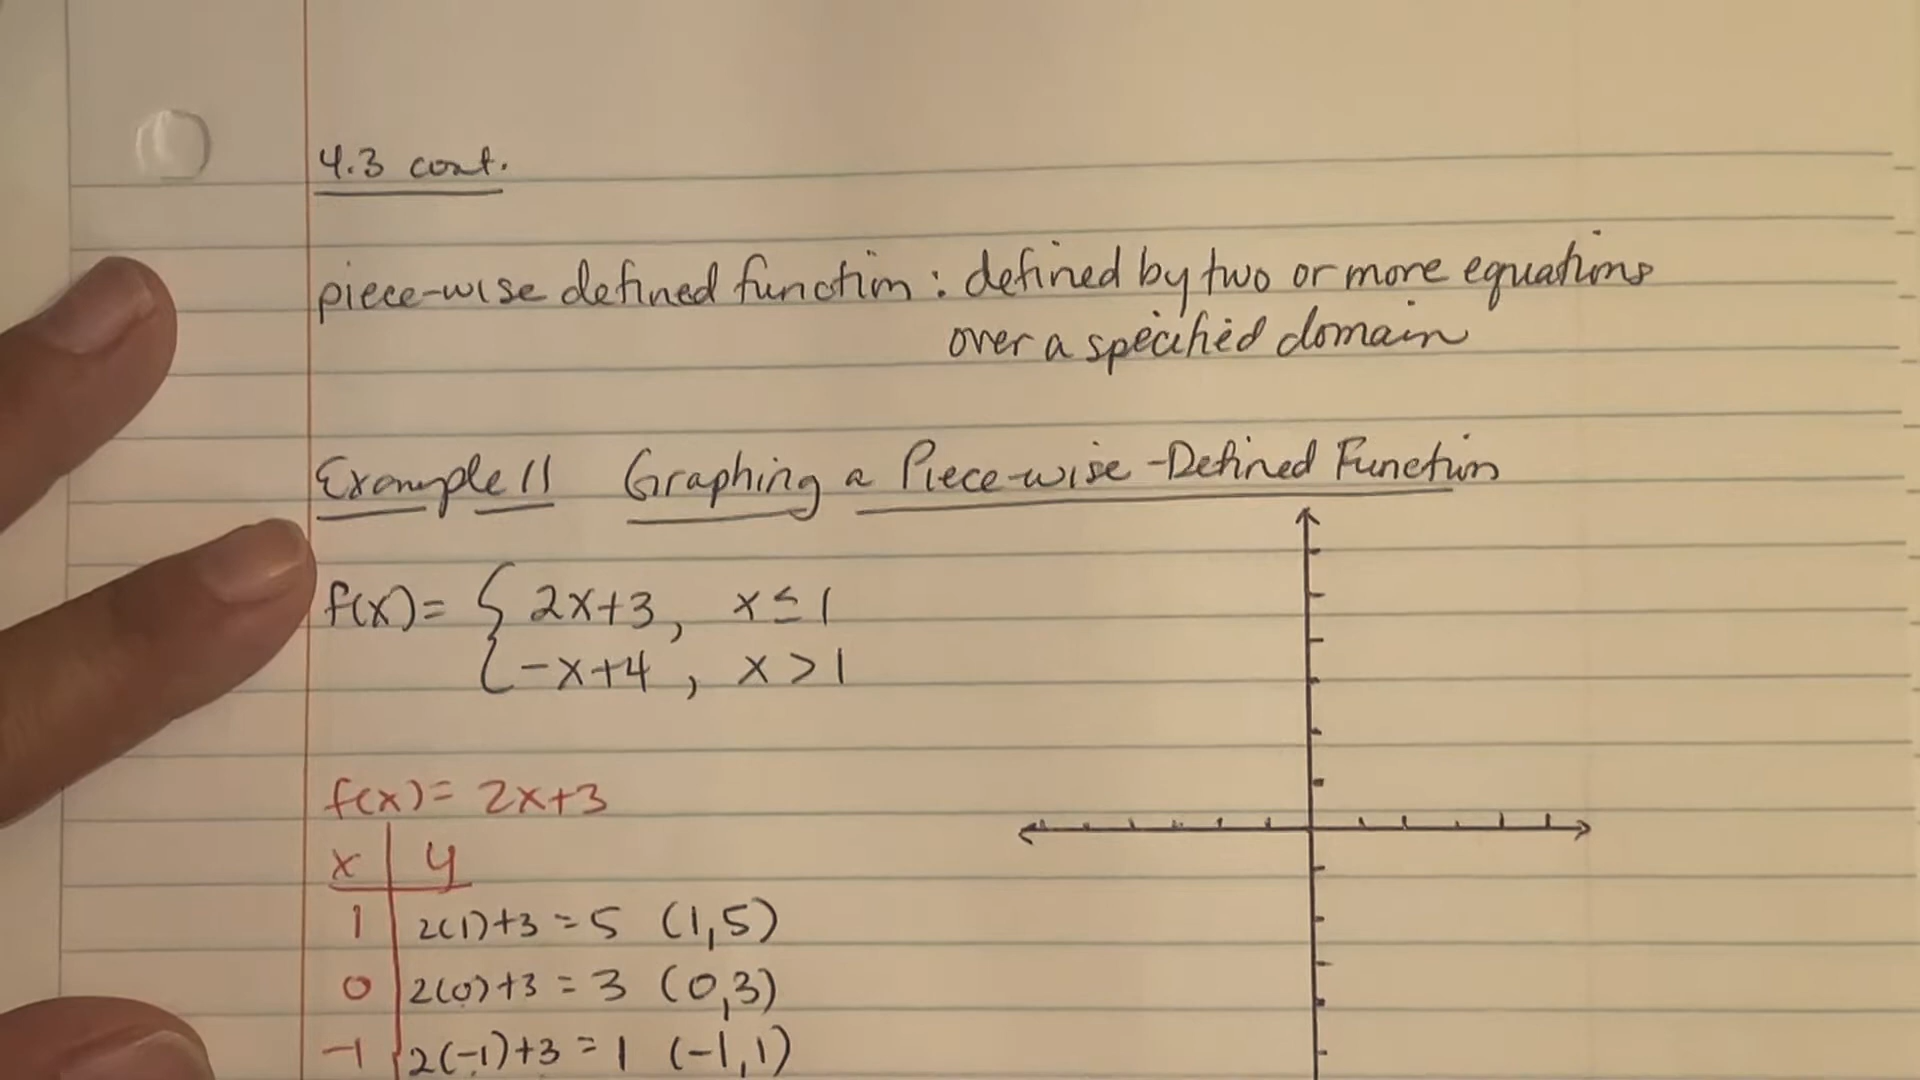 4.3 cont.
piece-wise defined function : defined by two or more equations
over a specified domain
Example 11 Graphing a Piece-wise-Defined Function
f(x) = { 2x+3, x ≤ 1
-x+4, x > 1
f(x) = 2x+3
x | y
1 | 2(1)+3 = 5 (1,5)
0 | 2(0)+3 = 3 (0,3)
-1 | 2(-1)+3 = 1 (-1,1)